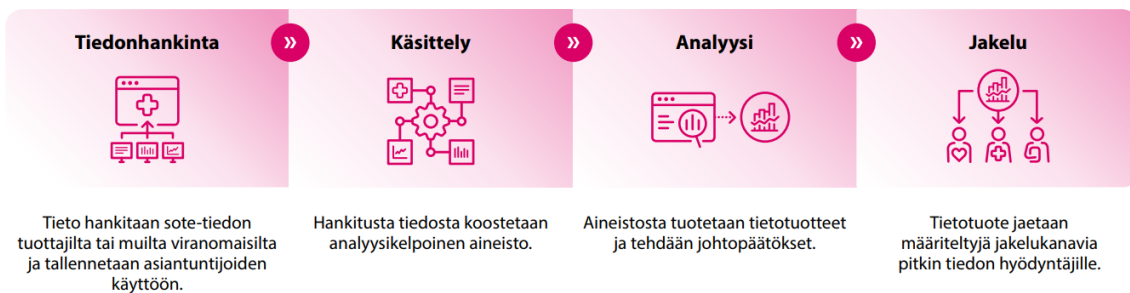 Tiedonhankinta
Käsittely
Analyysi
Jakelu
Tieto hankitaan sote-tiedon
tuottajilta tai muilta viranomaisilta
ja tallennetaan asiantuntijoiden
käyttöön.
Hankitusta tiedosta koostetaan
analyysikelpoinen aineisto.
Aineistosta tuotetaan tietotuotteet
ja tehdään johtopäätökset.
Tietotuote jaetaan
määriteltyjä jakelukanavia
pitkin tiedon hyödyntäjille.